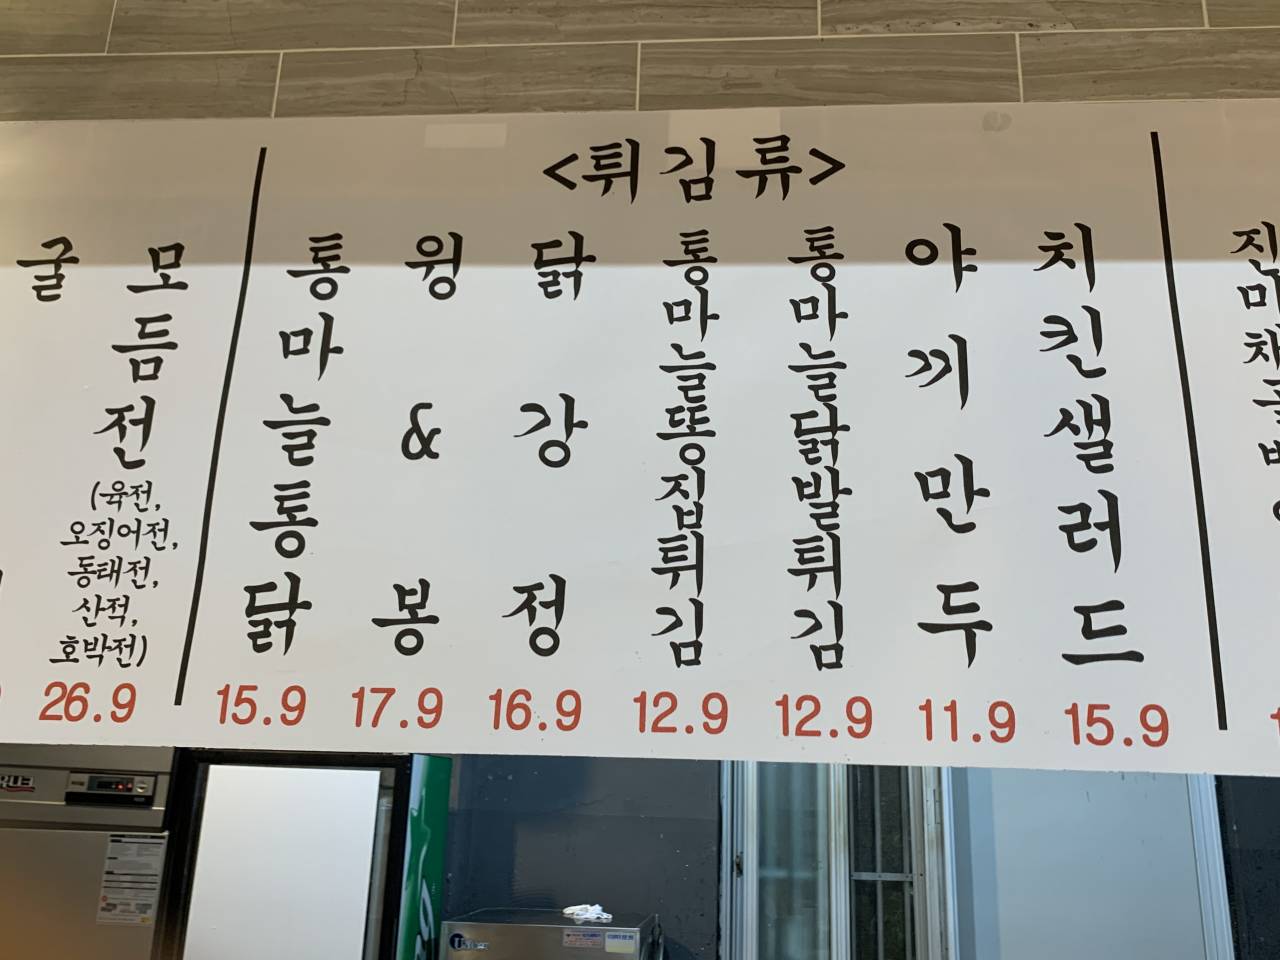 <튀김류>
굴
모듬전
(육전,
오징어전,
동태전,
산적,
호박전)
26.9
통마늘통닭
15.9
윙&봉
17.9
닭강정
16.9
통마늘똥집튀김
12.9
통마늘닭발튀김
12.9
야끼만두
11.9
치킨샐러드
15.9